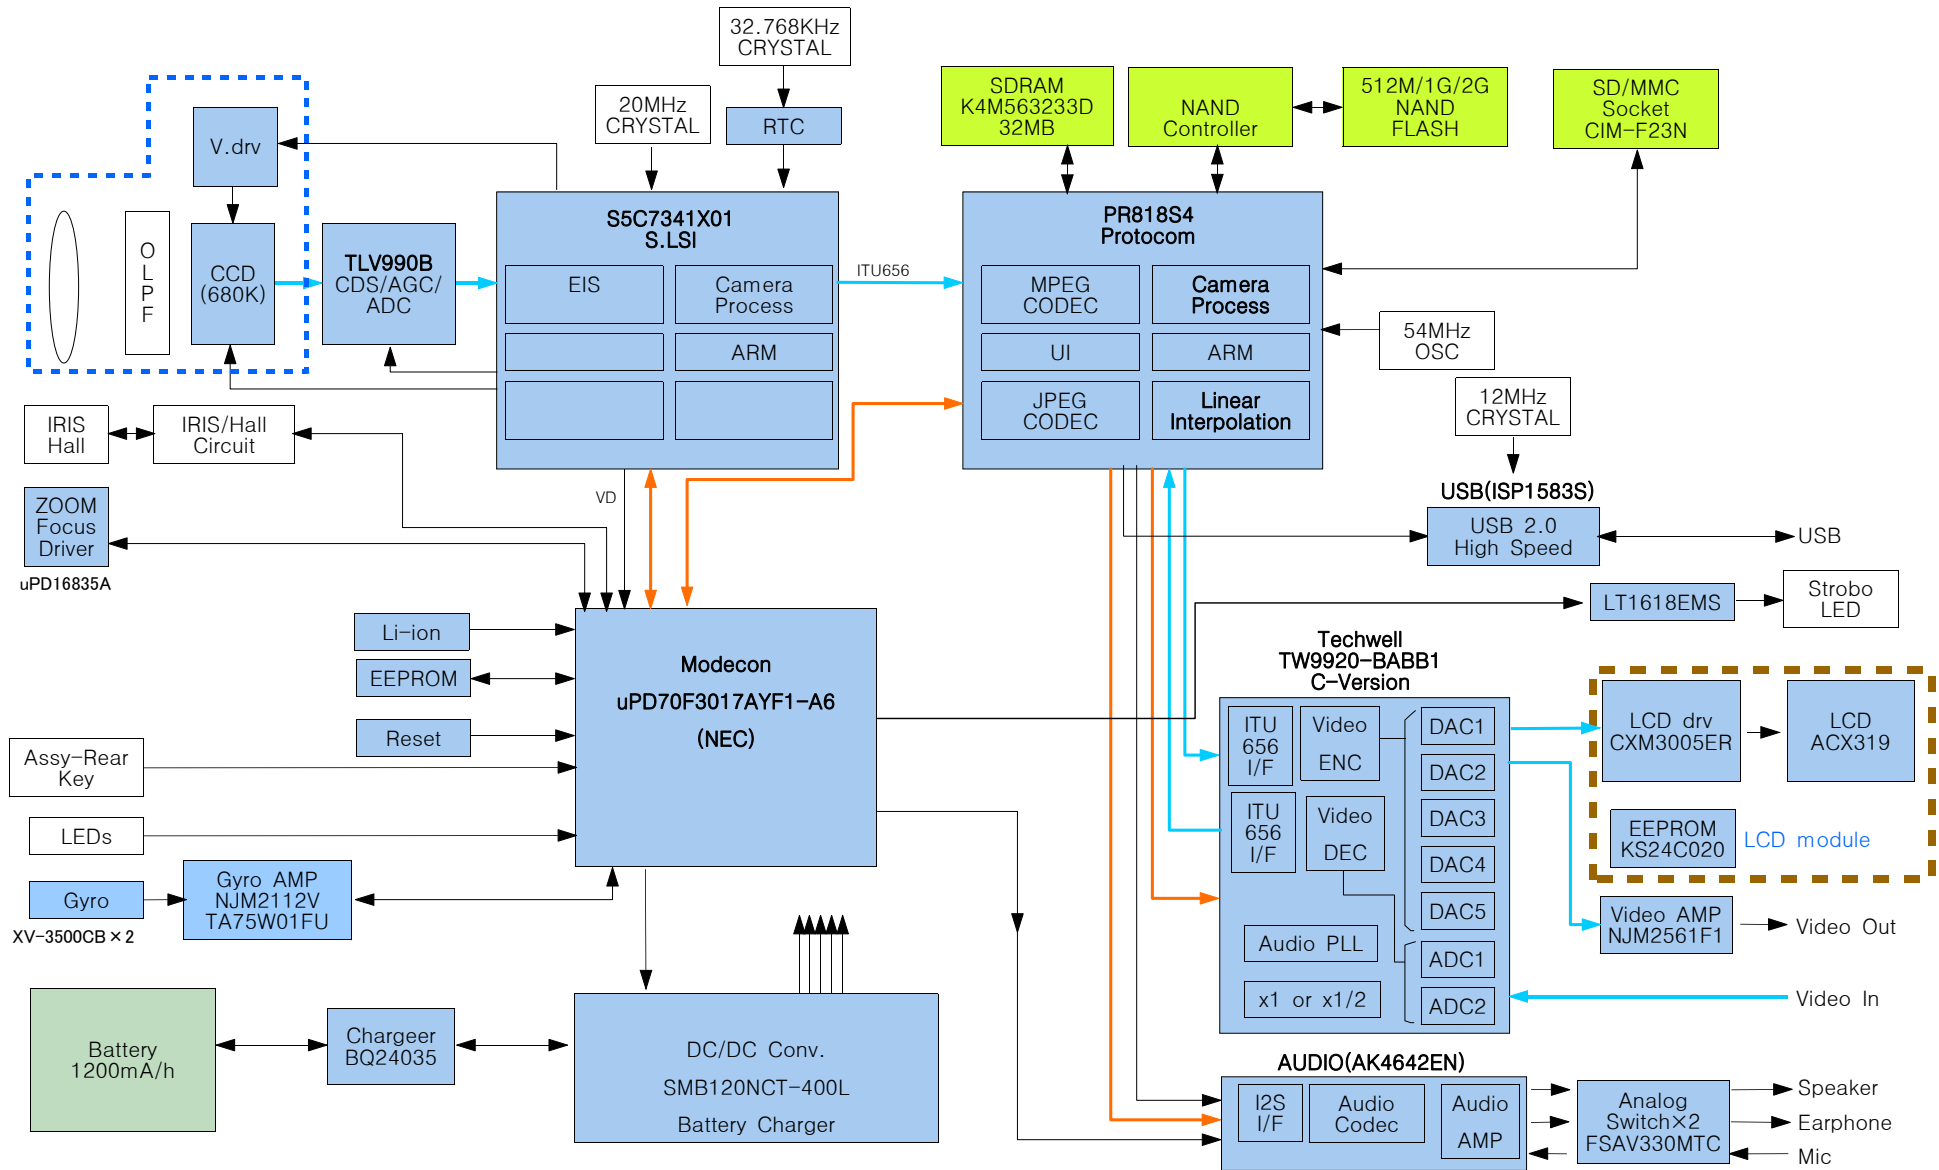 32.768KHz
CRYSTAL
20MHz
CRYSTAL
RTC
SDRAM
K4M563233D
32MB
NAND
Controller
512M/1G/2G
NAND
FLASH
SD/MMC
Socket
CIM-F23N
V.drv
O
L
P
F
CCD
(680K)
TLV990B
CDS/AGC/
ADC
S5C7341X01
S.LSI
EIS
Camera
Process
ARM
ITU656
PR818S4
Protocom
MPEG
CODEC
Camera
Process
UI
ARM
JPEG
CODEC
Linear
Interpolation
54MHz
OSC
12MHz
CRYSTAL
IRIS
Hall
IRIS/Hall
Circuit
VD
ZOOM
Focus
Driver
uPD16835A
USB(ISP1583S)
USB 2.0
High Speed
USB
LT1618EMS
Strobo
LED
Li-ion
EEPROM
Reset
Assy-Rear
Key
LEDs
Gyro
XV-3500CB×2
Gyro AMP
NJM2112V
TA75W01FU
Modecon
uPD70F3017AYF1-A6
(NEC)
Techwell
TW9920-BABB1
C-Version
ITU
656
I/F
Video
ENC
ITU
656
I/F
Video
DEC
DAC1
DAC2
DAC3
DAC4
DAC5
ADC1
ADC2
Audio PLL
x1 or x1/2
LCD drv
CXM3005ER
LCD
ACX319
EEPROM
KS24C020
LCD module
Video AMP
NJM2561F1
Video Out
Video In
Battery
1200mA/h
Chargeer
BQ24035
DC/DC Conv.
SMB120NCT-400L
Battery Charger
AUDIO(AK4642EN)
I2S
I/F
Audio
Codec
Audio
AMP
Analog
Switch×2
FSAV330MTC
Speaker
Earphone
Mic